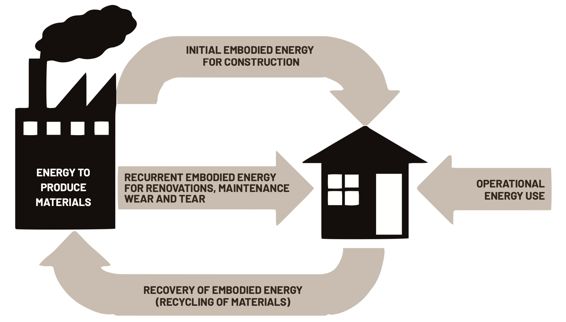 INITIAL EMBODIED ENERGY
FOR CONSTRUCTION
ENERGY TO
PRODUCE
MATERIALS
RECURRENT EMBODIED ENERGY
FOR RENOVATIONS, MAINTENANCE
WEAR AND TEAR
OPERATIONAL
ENERGY USE
RECOVERY OF EMBODIED ENERGY
(RECYCLING OF MATERIALS)